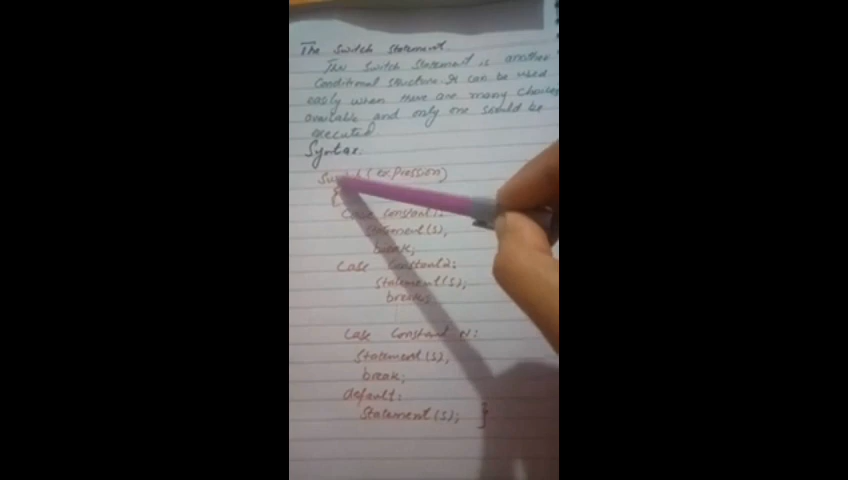 The Switch Statement.
The Switch Statement is another
Conditional structure. It can be used
easily when there are many choices
available and only one should be
executed.
Syntax.
Switch (expression)
{
Case Constant1:
Statement(s);
break;
Case Constant2:
Statement(s);
break;
Case Constant N:
Statement(s);
break;
default:
Statement(s); }